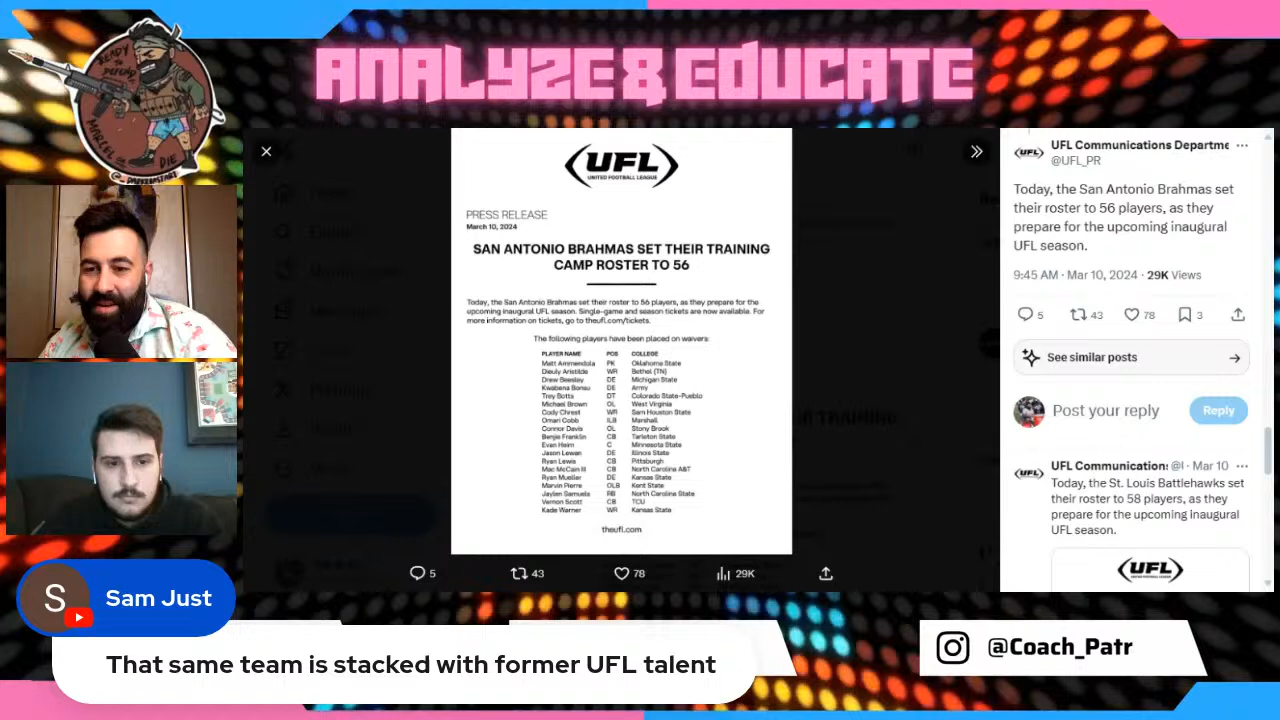 ANALYZE & EDUCATE
READY
TO
DEFEND
MARCEL
DIE
UFL
UNITED FOOTBALL LEAGUE
PRESS RELEASE
March 10, 2024
SAN ANTONIO BRAHMAS SET THEIR TRAINING
CAMP ROSTER TO 56
Today, the San Antonio Brahmas set their roster to 56 players, as they prepare for the
upcoming inaugural UFL season. Single-game and season tickets are now available. For
more information on tickets, go to theufl.com/tickets.
The following players have been placed on waivers:
PLAYER NAME POS COLLEGE
Matt Ammendola PK Oklahoma State
Dieuly Aristilde WR Bethel (TN)
Drew Beesley DE Michigan State
Kwabena Bonsu DE Army
Trey Botts DT Colorado State-Pueblo
Michael Brown OL West Virginia
Cody Chrest WR Sam Houston State
Omari Cobb ILB Marshall
Connor Davis OL Stony Brook
Benjie Franklin CB Tarleton State
Evan Heim C Minnesota State
Jason Lewan DE Illinois State
Ryan Lewis CB Pittsburgh
Mac McCain III CB North Carolina A&T
Ryan Mueller DE Kansas State
Marvin Pierre OLB Kent State
Jaylen Samuels RB North Carolina State
Vernon Scott CB TCU
Kade Warner WR Kansas State
theufl.com
5 43 78 29K
UFL Communications Departme ···
@UFL_PR
Today, the San Antonio Brahmas set
their roster to 56 players, as they
prepare for the upcoming inaugural
UFL season.
9:45 AM · Mar 10, 2024 · 29K Views
5 43 78 3
See similar posts
Post your reply Reply
UFL Communications @ · Mar 10 ···
Today, the St. Louis Battlehawks set
their roster to 58 players, as they
prepare for the upcoming inaugural
UFL season.
UFL
UNITED FOOTBALL LEAGUE
S Sam Just
That same team is stacked with former UFL talent
@Coach_Patr